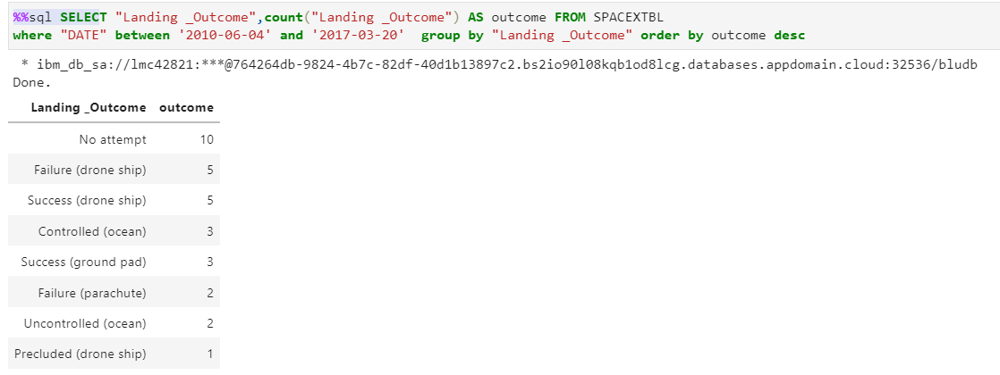 %%sql SELECT "Landing _Outcome",count("Landing _Outcome") AS outcome FROM SPACEXTBL
where "DATE" between '2010-06-04' and '2017-03-20'  group by "Landing _Outcome" order by outcome desc
* ibm_db_sa://lmc42821:***@764264db-9824-4b7c-82df-40d1b13897c2.bs2io90l08kqb1od8lcg.databases.appdomain.cloud:32536/bludb
Done.
Landing _Outcome outcome
No attempt 10
Failure (drone ship) 5
Success (drone ship) 5
Controlled (ocean) 3
Success (ground pad) 3
Failure (parachute) 2
Uncontrolled (ocean) 2
Precluded (drone ship) 1